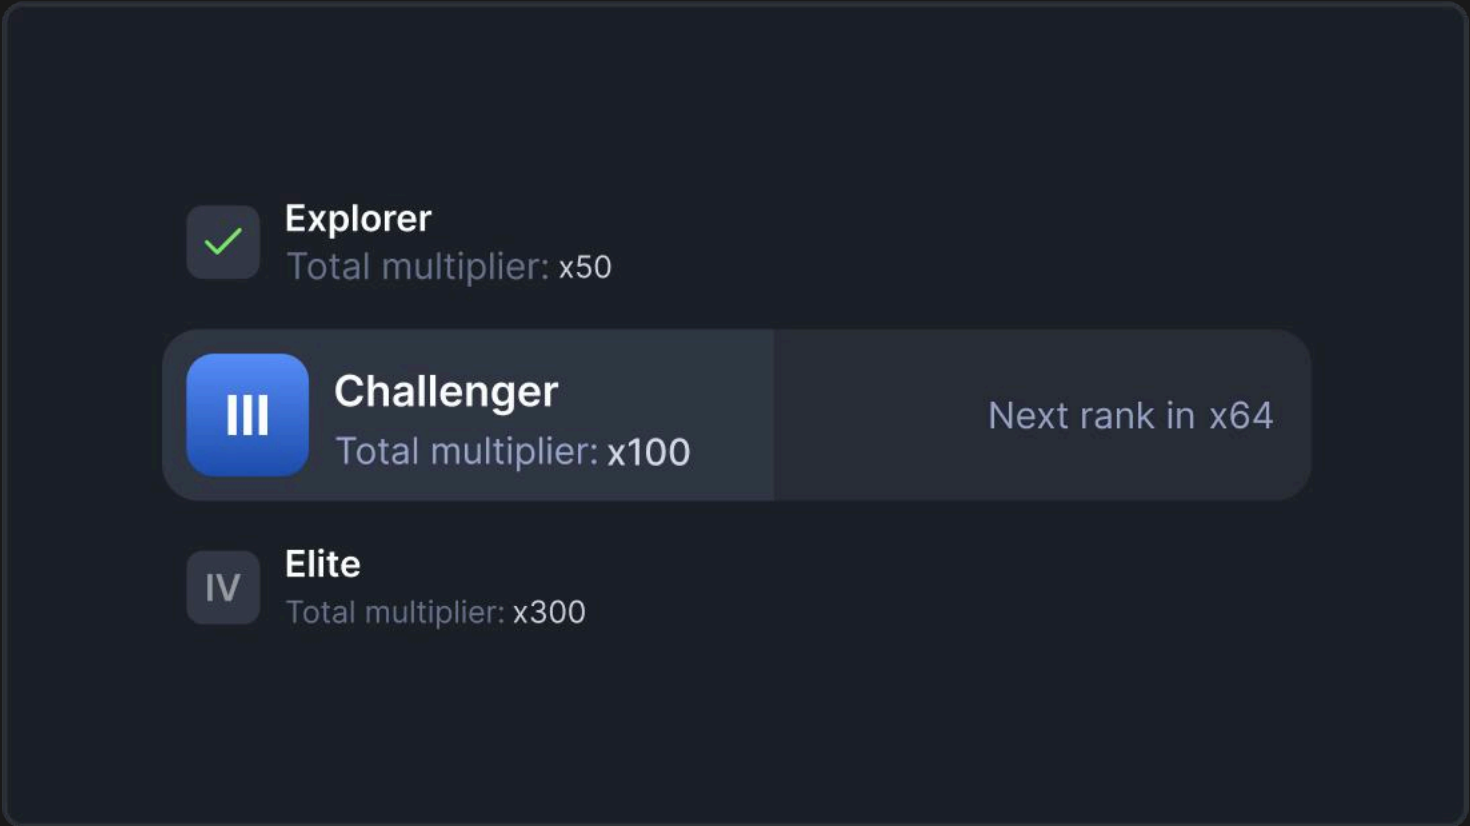 Explorer
Total multiplier: x50
III
Challenger
Total multiplier: x100
Next rank in x64
IV
Elite
Total multiplier: x300